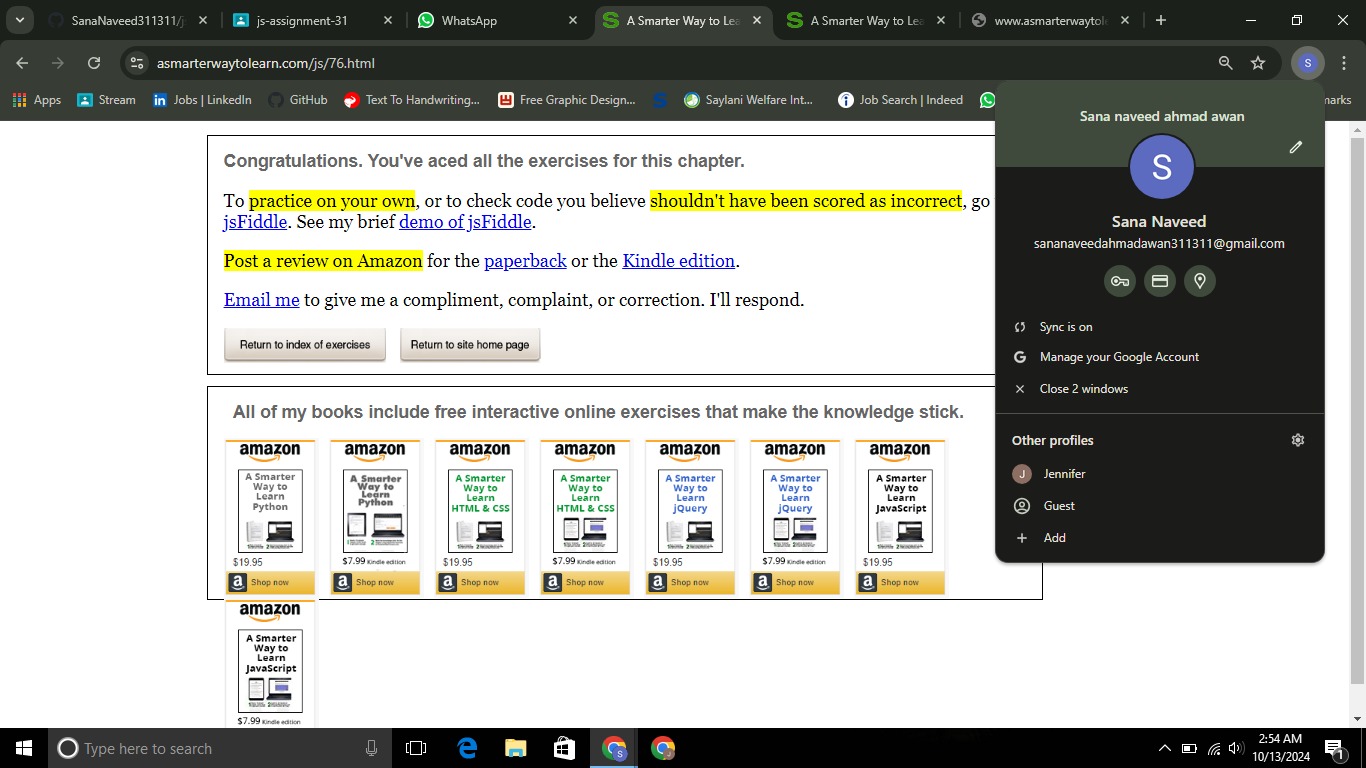 SanaNaveed311311/j
js-assignment-31
WhatsApp
A Smarter Way to Lea
A Smarter Way to Lea
www.asmarterwaytole
asmarterwaytolearn.com/js/76.html
S
Apps
Stream
Jobs | LinkedIn
GitHub
Text To Handwriting...
Free Graphic Design...
Saylani Welfare Int...
Job Search | Indeed
marks
Sana naveed ahmad awan
S
Sana Naveed
sananaveedahmadawan311311@gmail.com
Sync is on
Manage your Google Account
Close 2 windows
Other profiles
J
Jennifer
Guest
Add
Congratulations. You've aced all the exercises for this chapter.
To practice on your own, or to check code you believe shouldn't have been scored as incorrect, go
jsFiddle. See my brief demo of jsFiddle.
Post a review on Amazon for the paperback or the Kindle edition.
Email me to give me a compliment, complaint, or correction. I'll respond.
Return to index of exercises
Return to site home page
All of my books include free interactive online exercises that make the knowledge stick.
amazon
A Smarter
Way to
Learn
Python
$19.95
Shop now
amazon
A Smarter
Way to
Learn
Python
$7.99 Kindle edition
Shop now
amazon
A Smarter
Way to
Learn
HTML & CSS
$19.95
Shop now
amazon
A Smarter
Way to
Learn
HTML & CSS
$7.99 Kindle edition
Shop now
amazon
A Smarter
Way to
Learn
jQuery
$19.95
Shop now
amazon
A Smarter
Way to
Learn
jQuery
$7.99 Kindle edition
Shop now
amazon
A Smarter
Way to
Learn
JavaScript
$19.95
Shop now
amazon
A Smarter
Way to
Learn
JavaScript
$7.99 Kindle edition
Type here to search
2:54 AM
10/13/2024
1